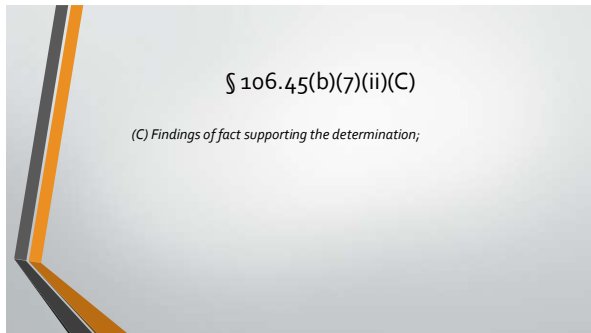 § 106.45(b)(7)(ii)(C)
(C) Findings of fact supporting the determination;